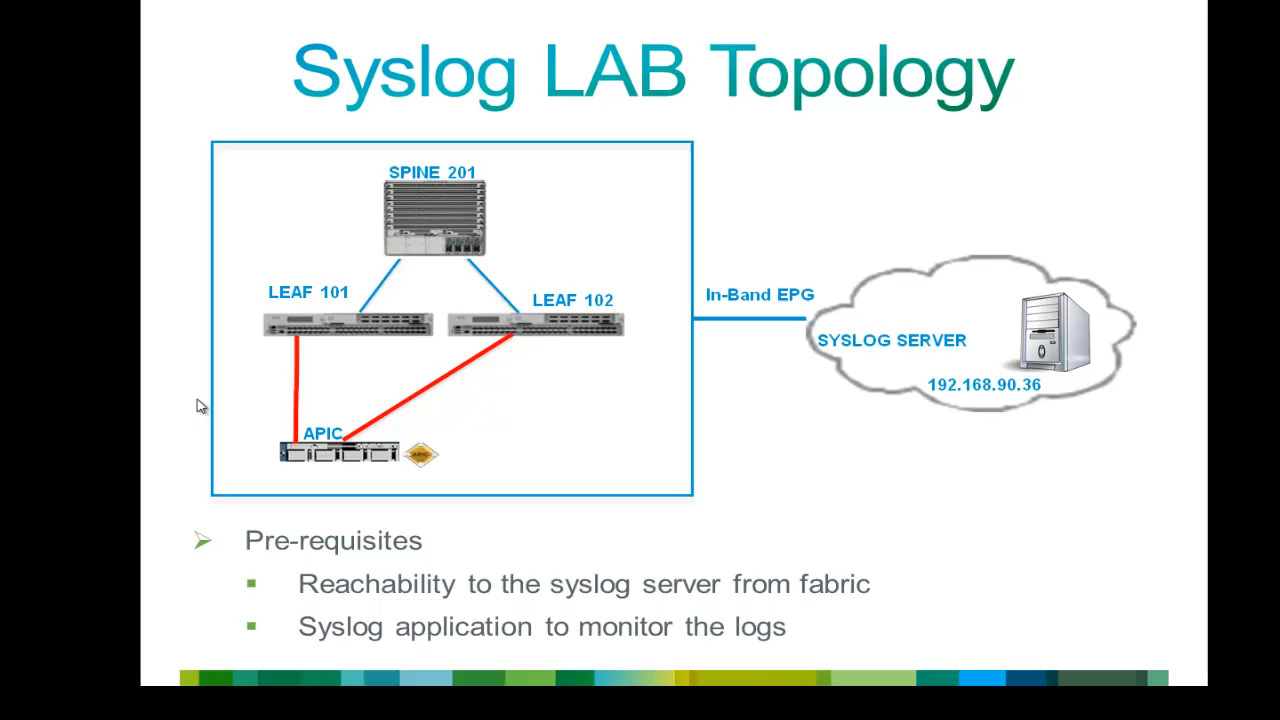 Syslog LAB Topology
SPINE 201
LEAF 101
LEAF 102
In-Band EPG
SYSLOG SERVER
192.168.90.36
APIC
APIC
Pre-requisites
Reachability to the syslog server from fabric
Syslog application to monitor the logs